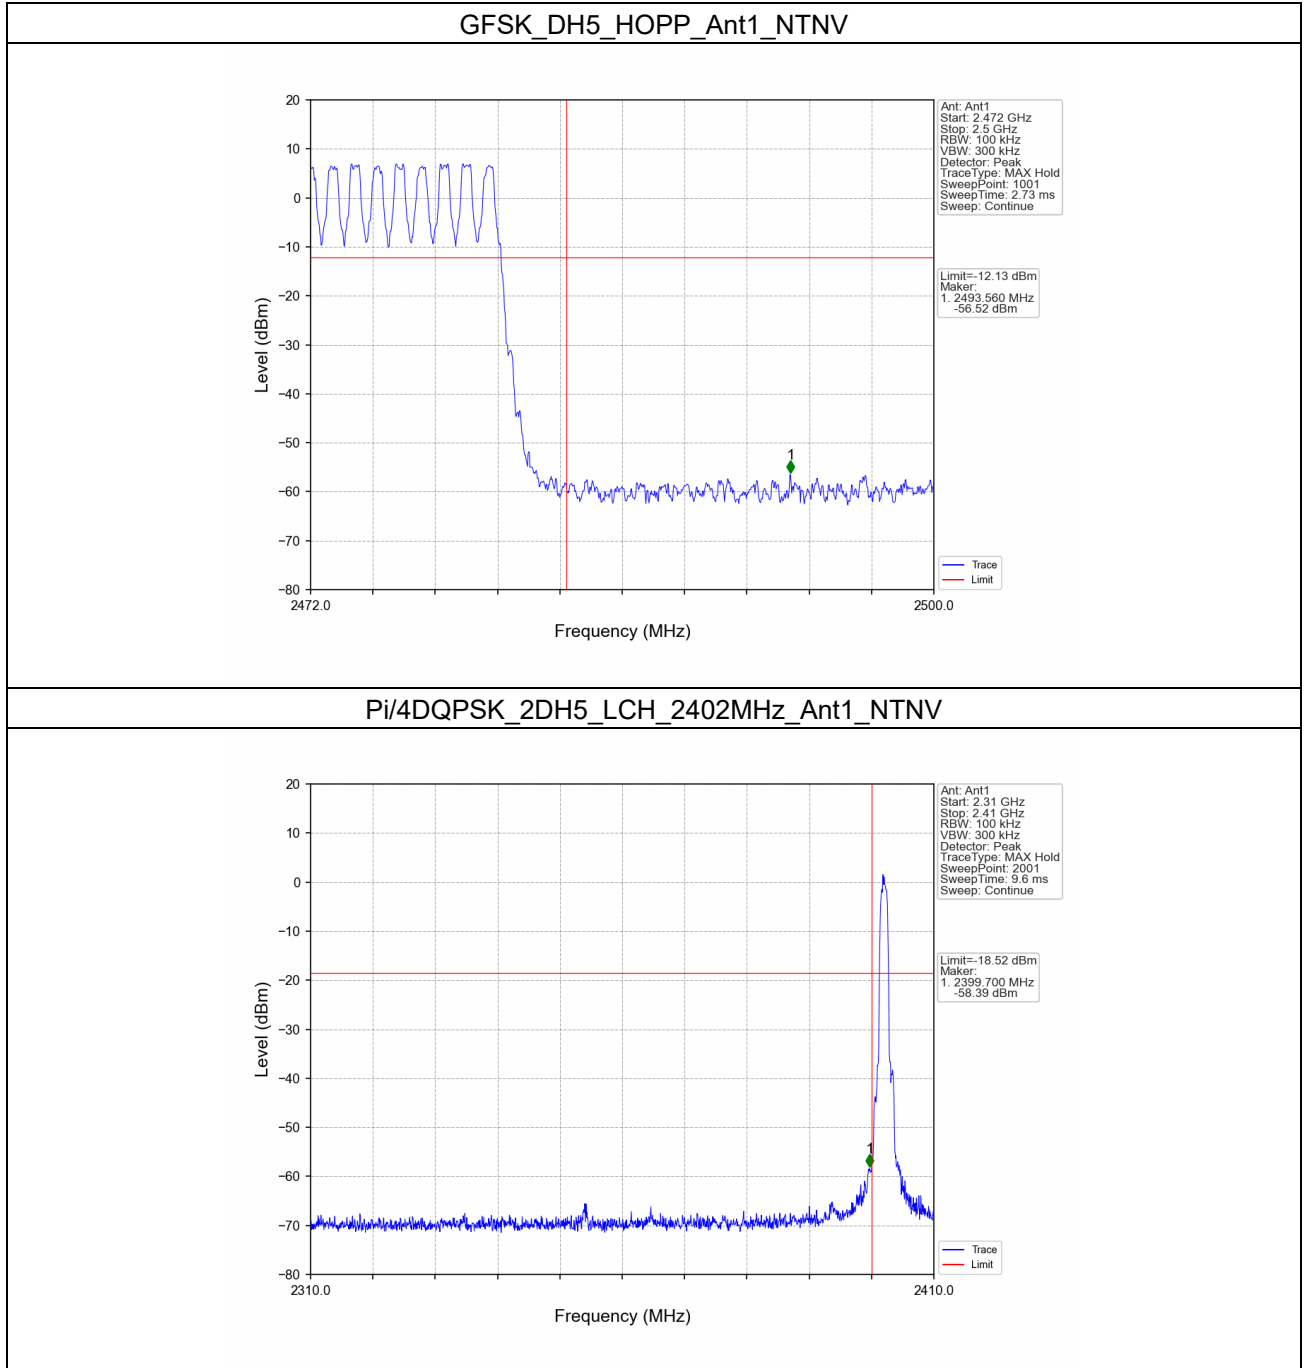 GFSK_DH5_HOPP_Ant1_NTNV
20
10
0
−10
−20
−30
−40
−50
−60
−70
−80
Level (dBm)
2472.0
2500.0
Frequency (MHz)
1
Ant: Ant1
Start: 2.472 GHz
Stop: 2.5 GHz
RBW: 100 kHz
VBW: 300 kHz
Detector: Peak
TraceType: MAX Hold
SweepPoint: 1001
SweepTime: 2.73 ms
Sweep: Continue
Limit=-12.13 dBm
Maker:
1. 2493.560 MHz
-56.52 dBm
Trace
Limit
Pi/4DQPSK_2DH5_LCH_2402MHz_Ant1_NTNV
20
10
0
−10
−20
−30
−40
−50
−60
−70
−80
Level (dBm)
2310.0
2410.0
Frequency (MHz)
1
Ant: Ant1
Start: 2.31 GHz
Stop: 2.41 GHz
RBW: 100 kHz
VBW: 300 kHz
Detector: Peak
TraceType: MAX Hold
SweepPoint: 2001
SweepTime: 9.6 ms
Sweep: Continue
Limit=-18.52 dBm
Maker:
1. 2399.700 MHz
-58.39 dBm
Trace
Limit